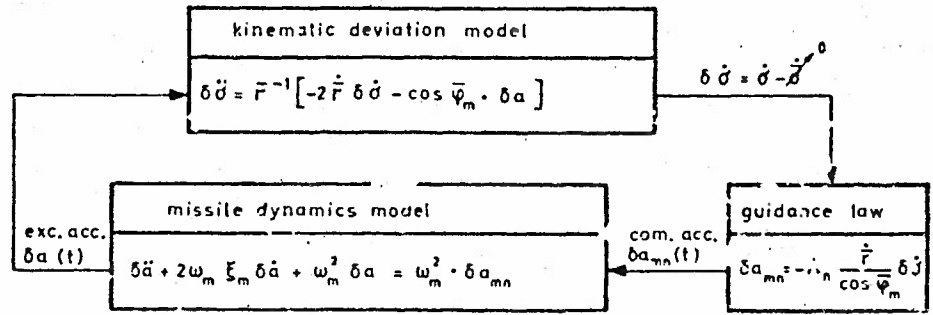 kinematic deviation model
δσ̈ = r̄⁻¹ [-2 ṙ̄ δσ̇ - cos φ̄ₘ · δa ]
δ σ̇ = σ̇ - σ̄̇ 0
missile dynamics model
δä + 2ωₘ ξₘ δȧ + ωₘ² δa = ωₘ² · δaₘₙ
exc. acc.
δa (t)
com. acc.
δaₘₙ(t)
guidance law
δaₘₙ = - ₙ ṙ̄ / cos φ̄ₘ δσ̇